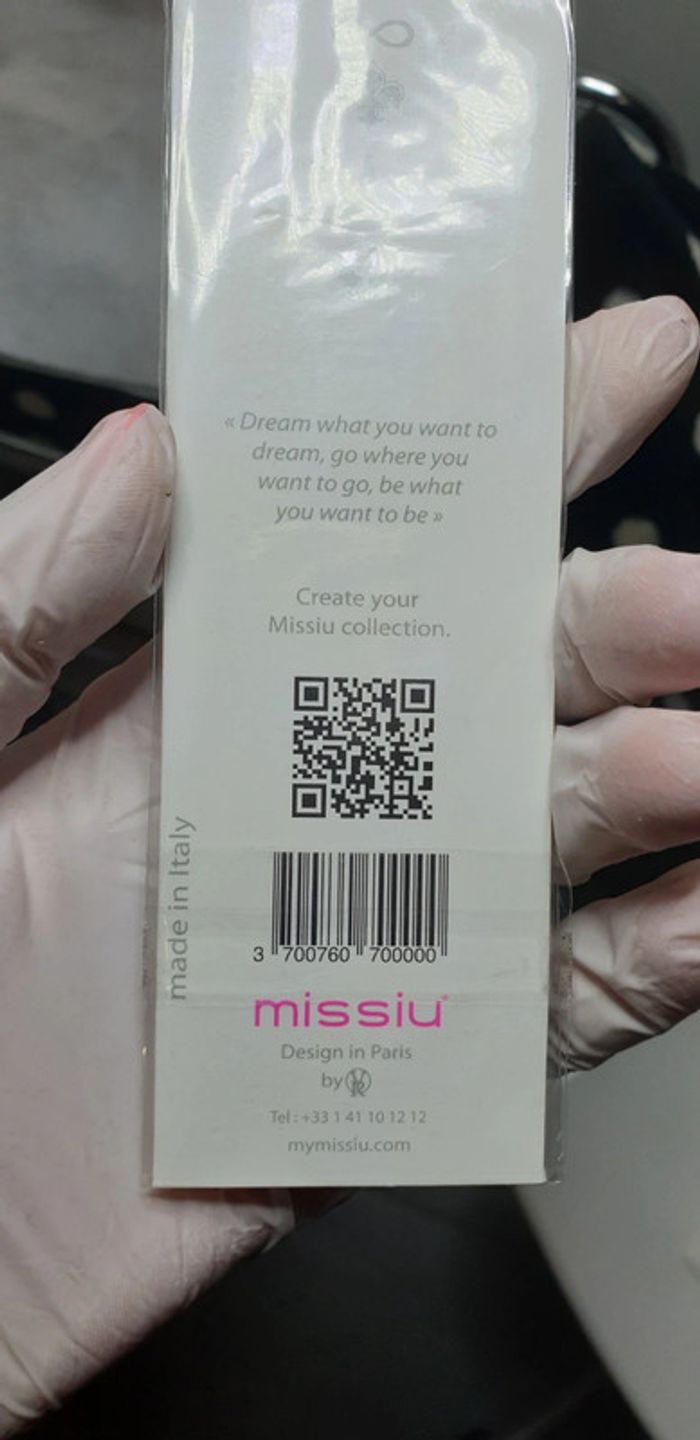 « Dream what you want to
dream, go where you
want to go, be what
you want to be »
Create your
Missiu collection.
made in Italy
3 700760 700000
missiu
Design in Paris
by
Tel : +33 1 41 10 12 12
mymissiu.com